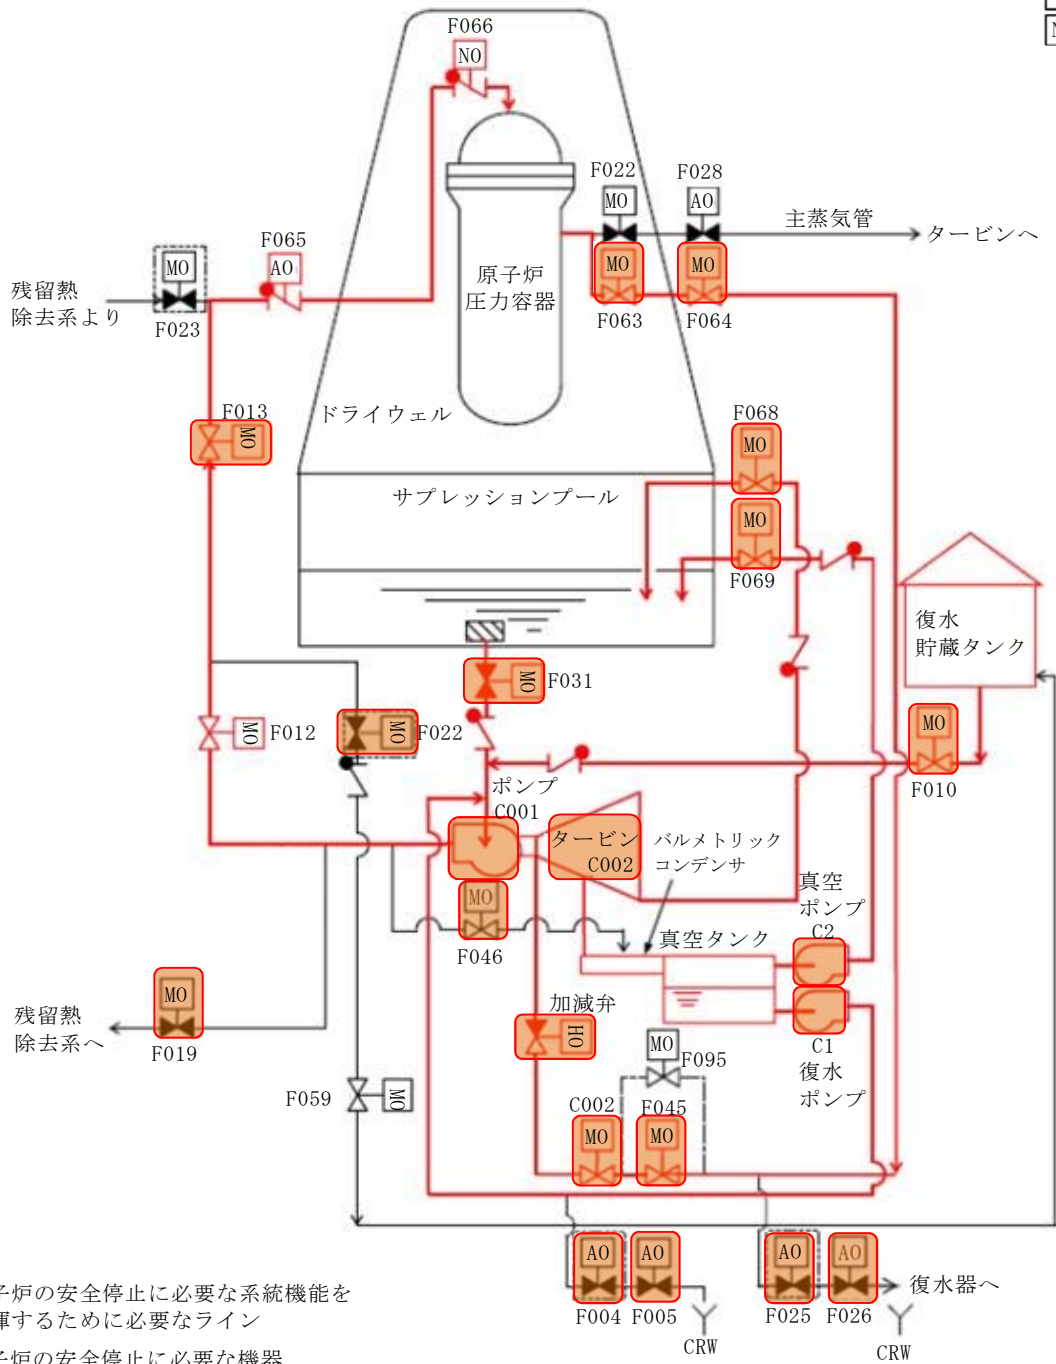 F066
NO
F022
F028
MO
AO
主蒸気管
タービンへ
F065
AO
MO
残留熱
除去系より
F023
原子炉
圧力容器
MO
MO
F063
F064
F013
MO
ドライウェル
F068
MO
サプレッションプール
MO
F069
復水
貯蔵タンク
MO
F031
MO
F012
MO
F022
MO
F010
ポンプ
C001
タービン
C002
バルメトリック
コンデンサ
真空
ポンプ
C2
MO
F046
真空タンク
MO
残留熱
除去系へ
F019
加減弁
HO
C1
復水
ポンプ
MO
F095
F059
MO
C002
F045
MO
MO
AO
AO
F004
F005
CRW
AO
AO
F025
F026
復水器へ
CRW
子炉の安全停止に必要な系統機能を
揮するために必要なライン
子炉の安全停止に必要な機器